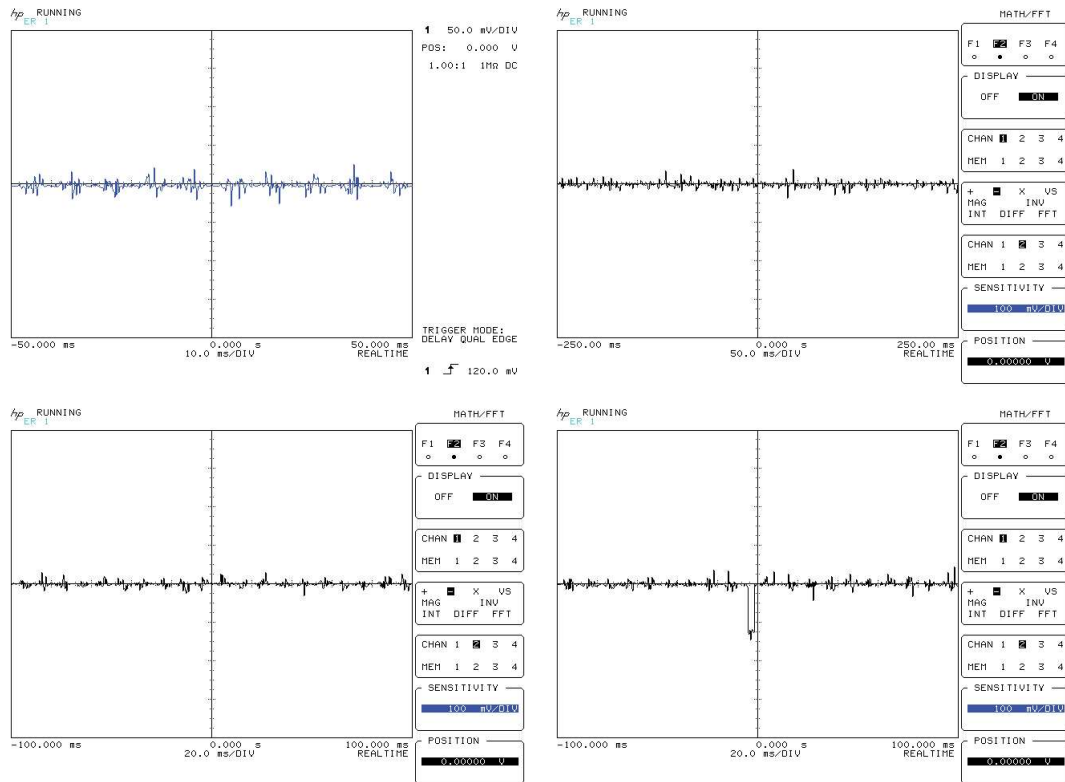 hp RUNNING
ER 1
1 50.0 mV/DIV
POS: 0.000 V
1.00:1 1MΩ DC
TRIGGER MODE:
DELAY QUAL EDGE
1 120.0 mV
-50.000 ms 0.000 s 50.000 ms
10.0 ms/DIV REALTIME
hp RUNNING
ER 1
MATH/FFT
F1 F2 F3 F4
DISPLAY
OFF ON
CHAN 1 2 3 4
MEM 1 2 3 4
+ - X VS
MAG INV
INT DIFF FFT
CHAN 1 2 3 4
MEM 1 2 3 4
SENSITIVITY
100 mV/DIV
POSITION
0.00000 V
-250.00 ms 0.000 s 250.00 ms
50.0 ms/DIV REALTIME
hp RUNNING
ER 1
MATH/FFT
F1 F2 F3 F4
DISPLAY
OFF ON
CHAN 1 2 3 4
MEM 1 2 3 4
+ - X VS
MAG INV
INT DIFF FFT
CHAN 1 2 3 4
MEM 1 2 3 4
SENSITIVITY
100 mV/DIV
POSITION
0.00000 V
-100.000 ms 0.000 s 100.000 ms
20.0 ms/DIV REALTIME
hp RUNNING
ER 1
MATH/FFT
F1 F2 F3 F4
DISPLAY
OFF ON
CHAN 1 2 3 4
MEM 1 2 3 4
+ - X VS
MAG INV
INT DIFF FFT
CHAN 1 2 3 4
MEM 1 2 3 4
SENSITIVITY
100 mV/DIV
POSITION
0.00000 V
-100.000 ms 0.000 s 100.000 ms
20.0 ms/DIV REALTIME